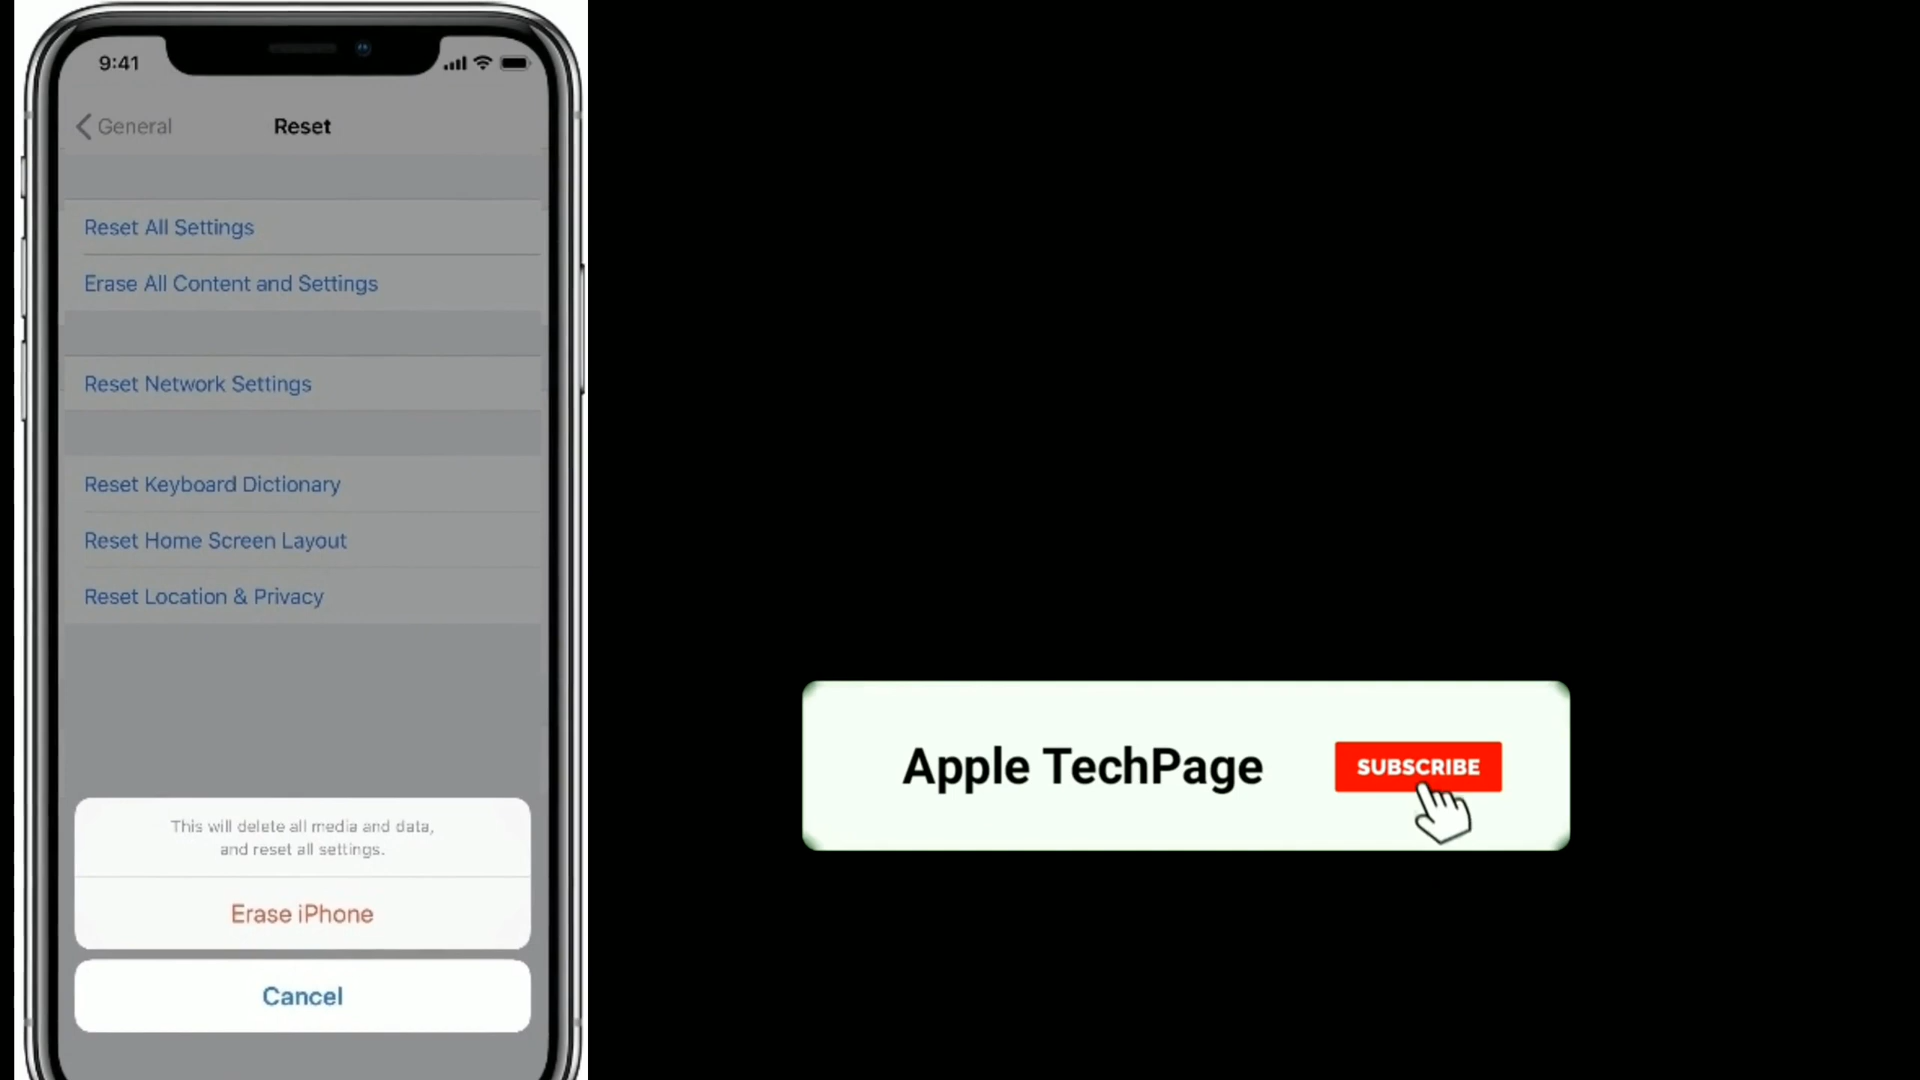 9:41
General
Reset
Reset All Settings
Erase All Content and Settings
Reset Network Settings
Reset Keyboard Dictionary
Reset Home Screen Layout
Reset Location & Privacy
This will delete all media and data,
and reset all settings.
Erase iPhone
Cancel
Apple TechPage
SUBSCRIBE